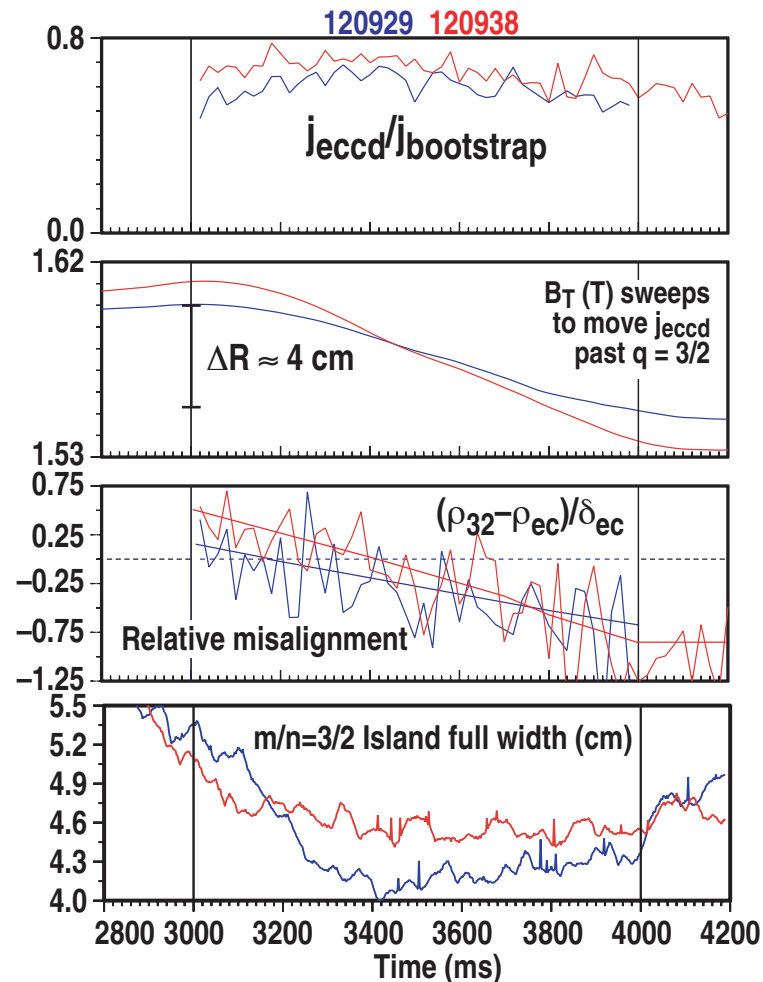 120929 120938
0.8
0.0
jeccd/jbootstrap
1.62
1.53
BT (T) sweeps
to move jeccd
past q = 3/2
ΔR ≈ 4 cm
0.75
0.25
−0.25
−0.75
−1.25
(ρ32−ρec)/δec
Relative misalignment
5.5
5.2
4.9
4.6
4.3
4.0
m/n=3/2 Island full width (cm)
2800 3000 3200 3400 3600 3800 4000 4200
Time (ms)